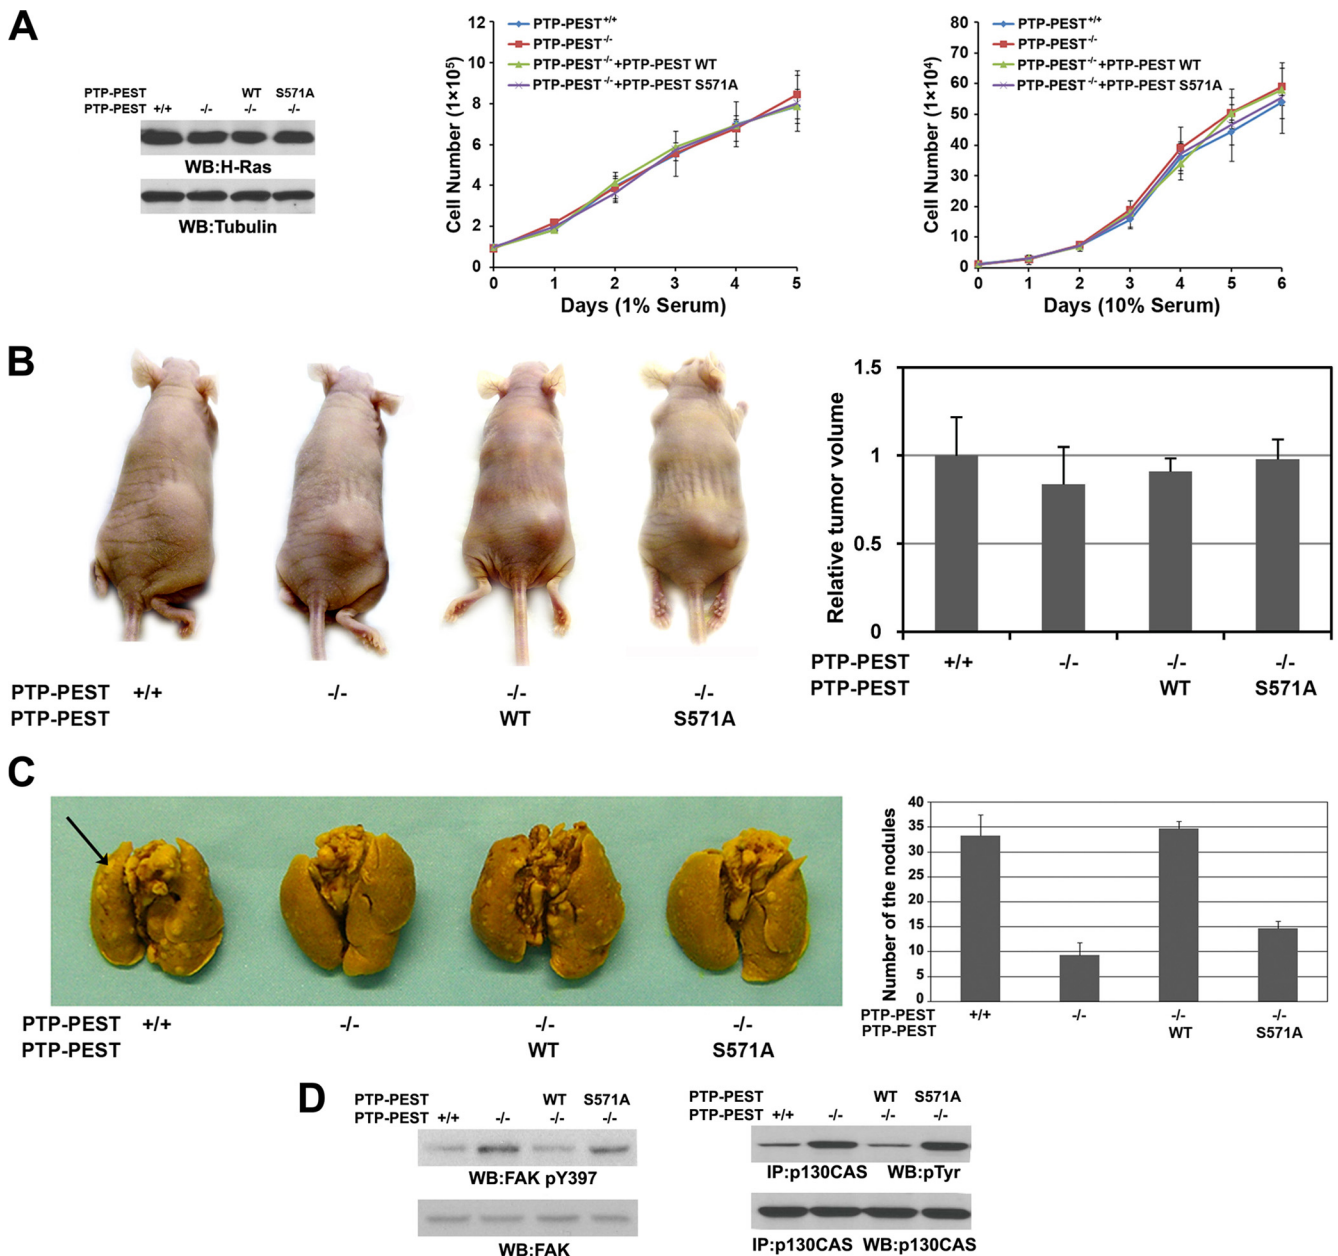 A
PTP-PEST WT S571A
PTP-PEST +/+ -/- -/- -/-
WB:H-Ras
WB:Tubulin
PTP-PEST+/+
PTP-PEST-/-
PTP-PEST-/-+PTP-PEST WT
PTP-PEST-/-+PTP-PEST S571A
Cell Number (1×10⁵)
12
10
8
6
4
2
0
0 1 2 3 4 5
Days (1% Serum)
PTP-PEST+/+
PTP-PEST-/-
PTP-PEST-/-+PTP-PEST WT
PTP-PEST-/-+PTP-PEST S571A
Cell Number (1×10⁴)
80
70
60
50
40
30
20
10
0
0 1 2 3 4 5 6
Days (10% Serum)
B
PTP-PEST +/+ -/- -/- -/-
PTP-PEST WT S571A
Relative tumor volume
1.5
1
0.5
0
PTP-PEST +/+ -/- -/- -/-
PTP-PEST WT S571A
C
PTP-PEST +/+ -/- -/- -/-
PTP-PEST WT S571A
Number of the nodules
40
35
30
25
20
15
10
5
0
PTP-PEST +/+ -/- -/- -/-
PTP-PEST WT S571A
D
PTP-PEST WT S571A
PTP-PEST +/+ -/- -/- -/-
WB:FAK pY397
WB:FAK
PTP-PEST WT S571A
PTP-PEST +/+ -/- -/- -/-
IP:p130CAS WB:pTyr
IP:p130CAS WB:p130CAS